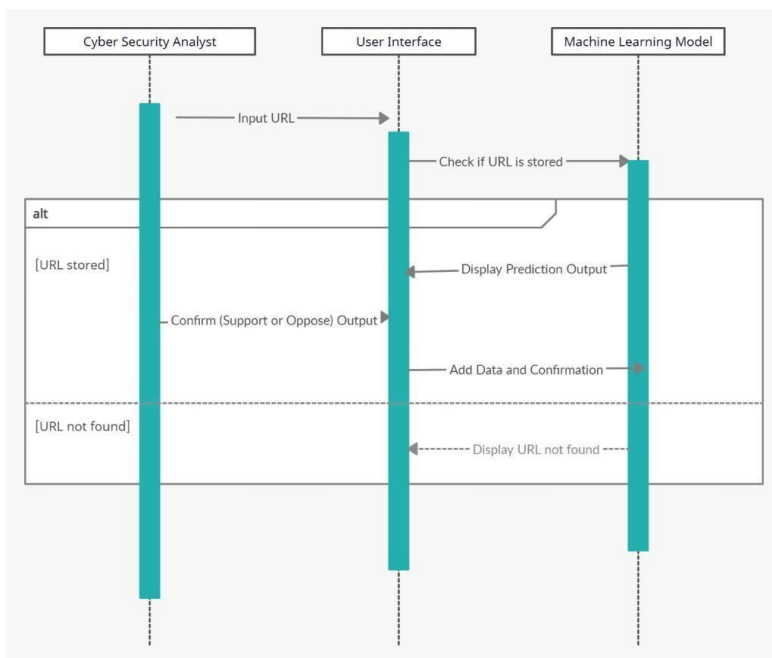 Cyber Security Analyst
User Interface
Machine Learning Model
Input URL
Check if URL is stored
alt
[URL stored]
Display Prediction Output
Confirm (Support or Oppose) Output
Add Data and Confirmation
[URL not found]
Display URL not found